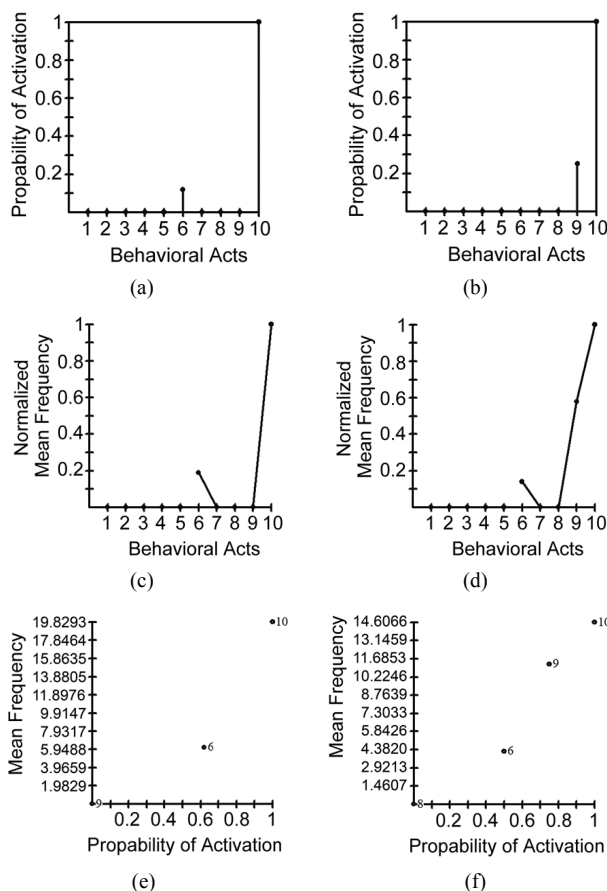 Propability of Activation
1
0.8
0.6
0.4
0.2
1 2 3 4 5 6 7 8 9 10
Behavioral Acts
(a)
Propability of Activation
1
0.8
0.6
0.4
0.2
1 2 3 4 5 6 7 8 9 10
Behavioral Acts
(b)
Normalized
Mean Frequency
1
0.8
0.6
0.4
0.2
1 2 3 4 5 6 7 8 9 10
Behavioral Acts
(c)
Normalized
Mean Frequency
1
0.8
0.6
0.4
0.2
1 2 3 4 5 6 7 8 9 10
Behavioral Acts
(d)
Mean Frequency
19.8293
17.8464
15.8635
13.8805
11.8976
9.9147
7.9317
5.9488
3.9659
1.9829
10
6
9
0.2 0.4 0.6 0.8 1
Propability of Activation
(e)
Mean Frequency
14.6066
13.1459
11.6853
10.2246
8.7639
7.3033
5.8426
4.3820
2.9213
1.4607
10
9
6
8
0.2 0.4 0.6 0.8 1
Propability of Activation
(f)